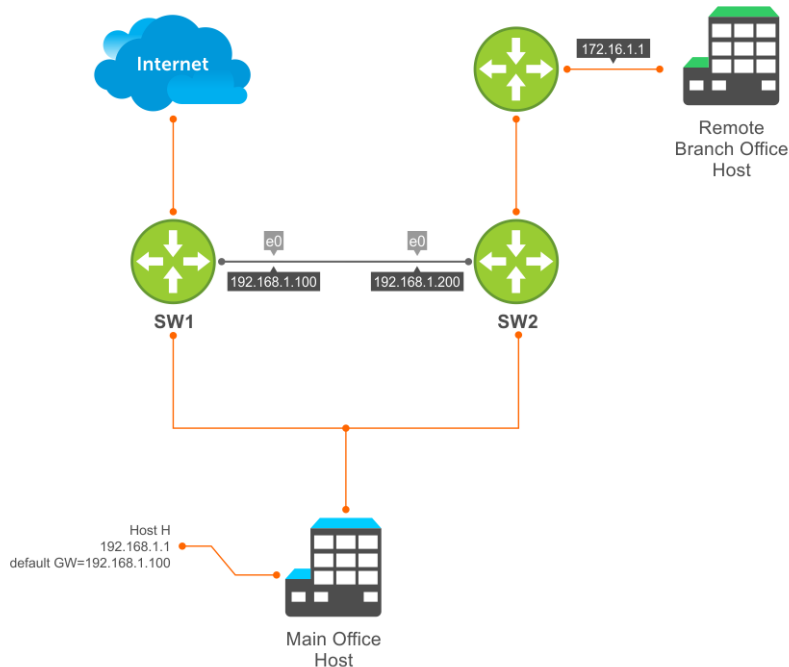 Internet
172.16.1.1
Remote
Branch Office
Host
e0
e0
192.168.1.100
192.168.1.200
SW1
SW2
Host H
192.168.1.1
default GW=192.168.1.100
Main Office
Host